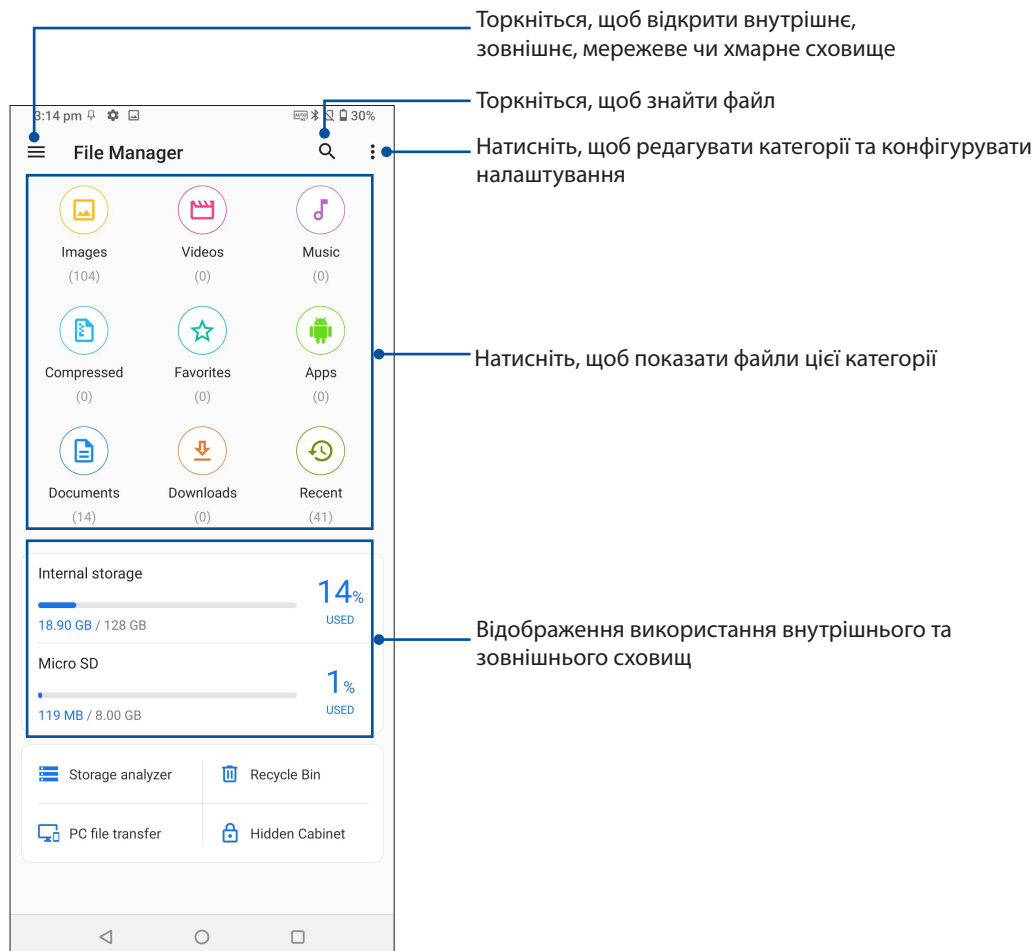 Торкніться, щоб відкрити внутрішнє,
зовнішнє, мережеве чи хмарне сховище
Торкніться, щоб знайти файл
3:14 pm 30%
File Manager
Натисніть, щоб редагувати категорії та конфігурувати
налаштування
Images Videos Music
(104) (0) (0)
Compressed Favorites Apps
(0) (0) (0)
Натисніть, щоб показати файли цієї категорії
Documents Downloads Recent
(14) (0) (41)
Internal storage
14%
18.90 GB / 128 GB USED
Відображення використання внутрішнього та
зовнішнього сховищ
Micro SD
1%
119 MB / 8.00 GB USED
Storage analyzer Recycle Bin
PC file transfer Hidden Cabinet